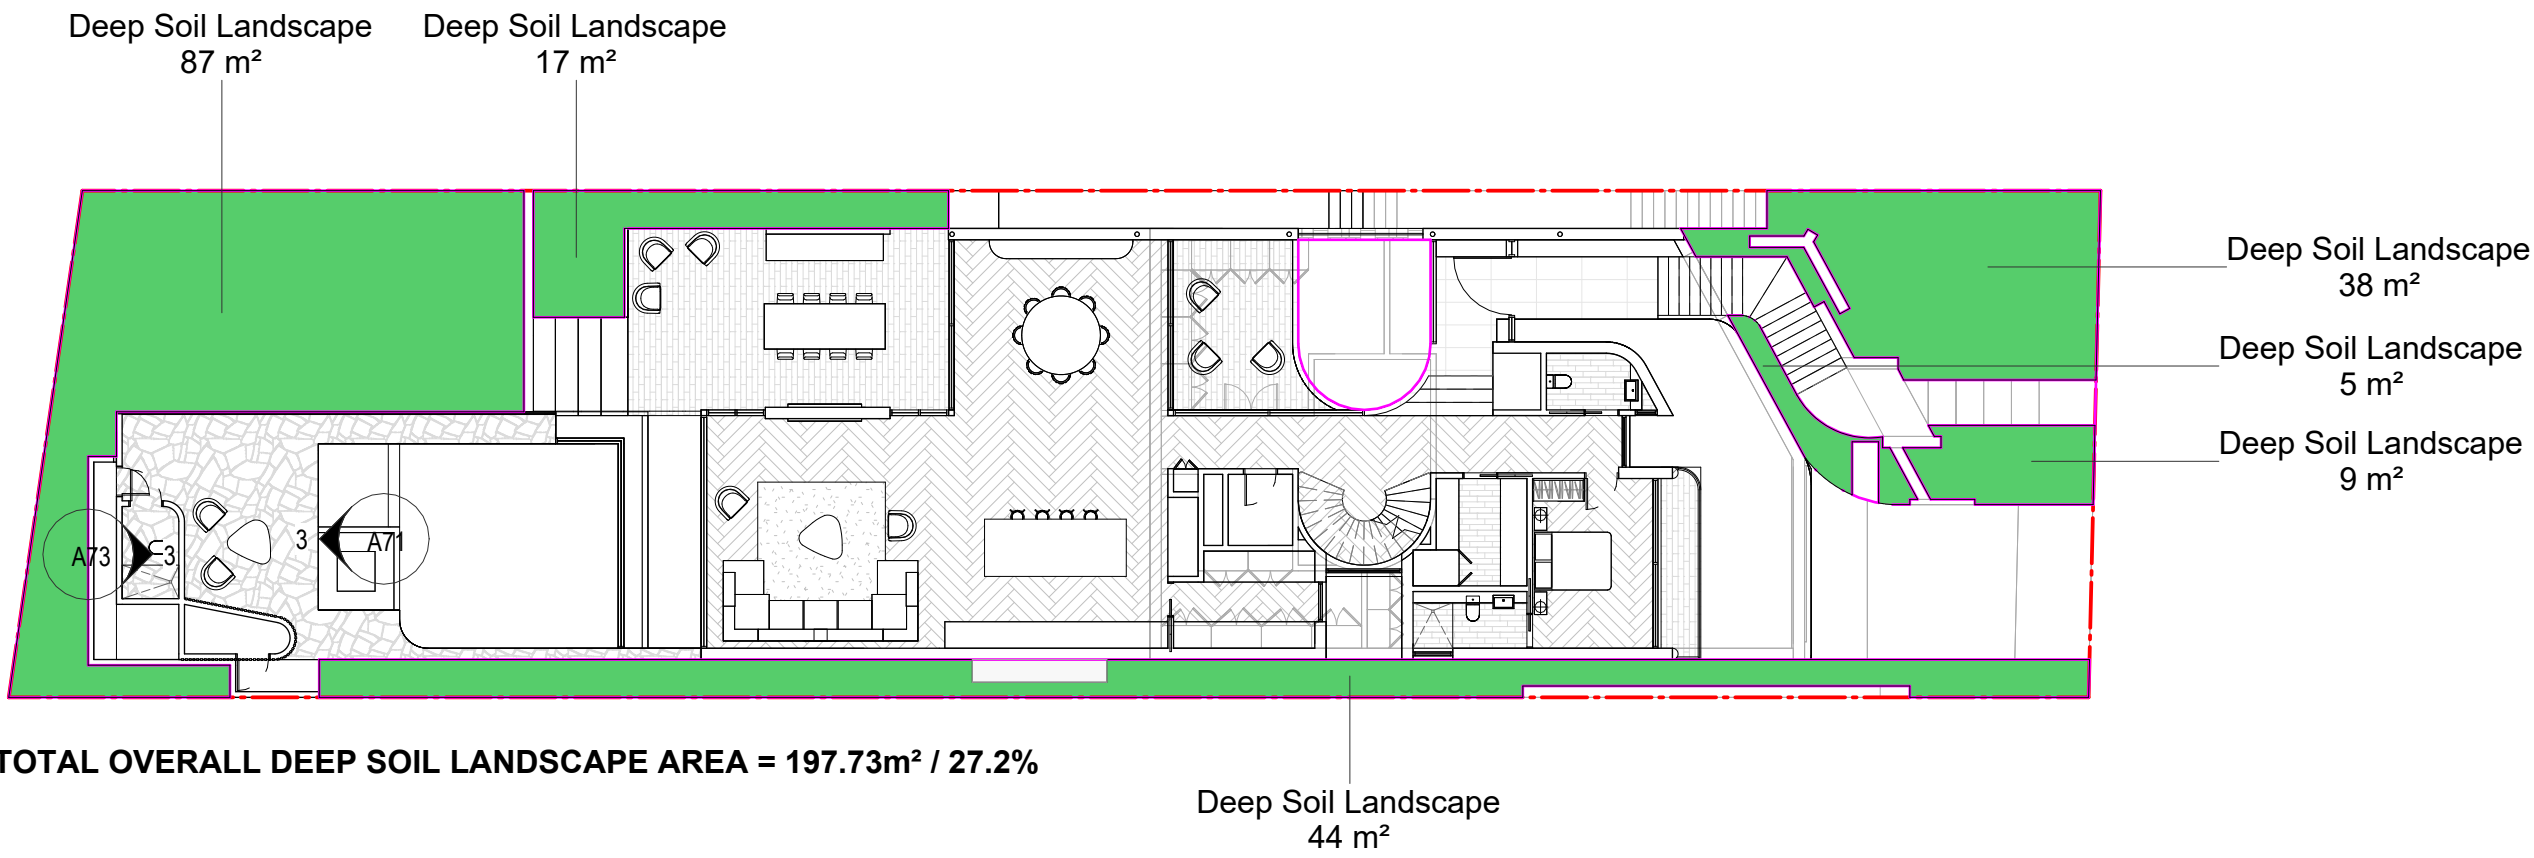 Deep Soil Landscape
87 m²
Deep Soil Landscape
17 m²
Deep Soil Landscape
38 m²
Deep Soil Landscape
5 m²
Deep Soil Landscape
9 m²
A73
3
3
A71
TOTAL OVERALL DEEP SOIL LANDSCAPE AREA = 197.73m² / 27.2%
Deep Soil Landscape
44 m²